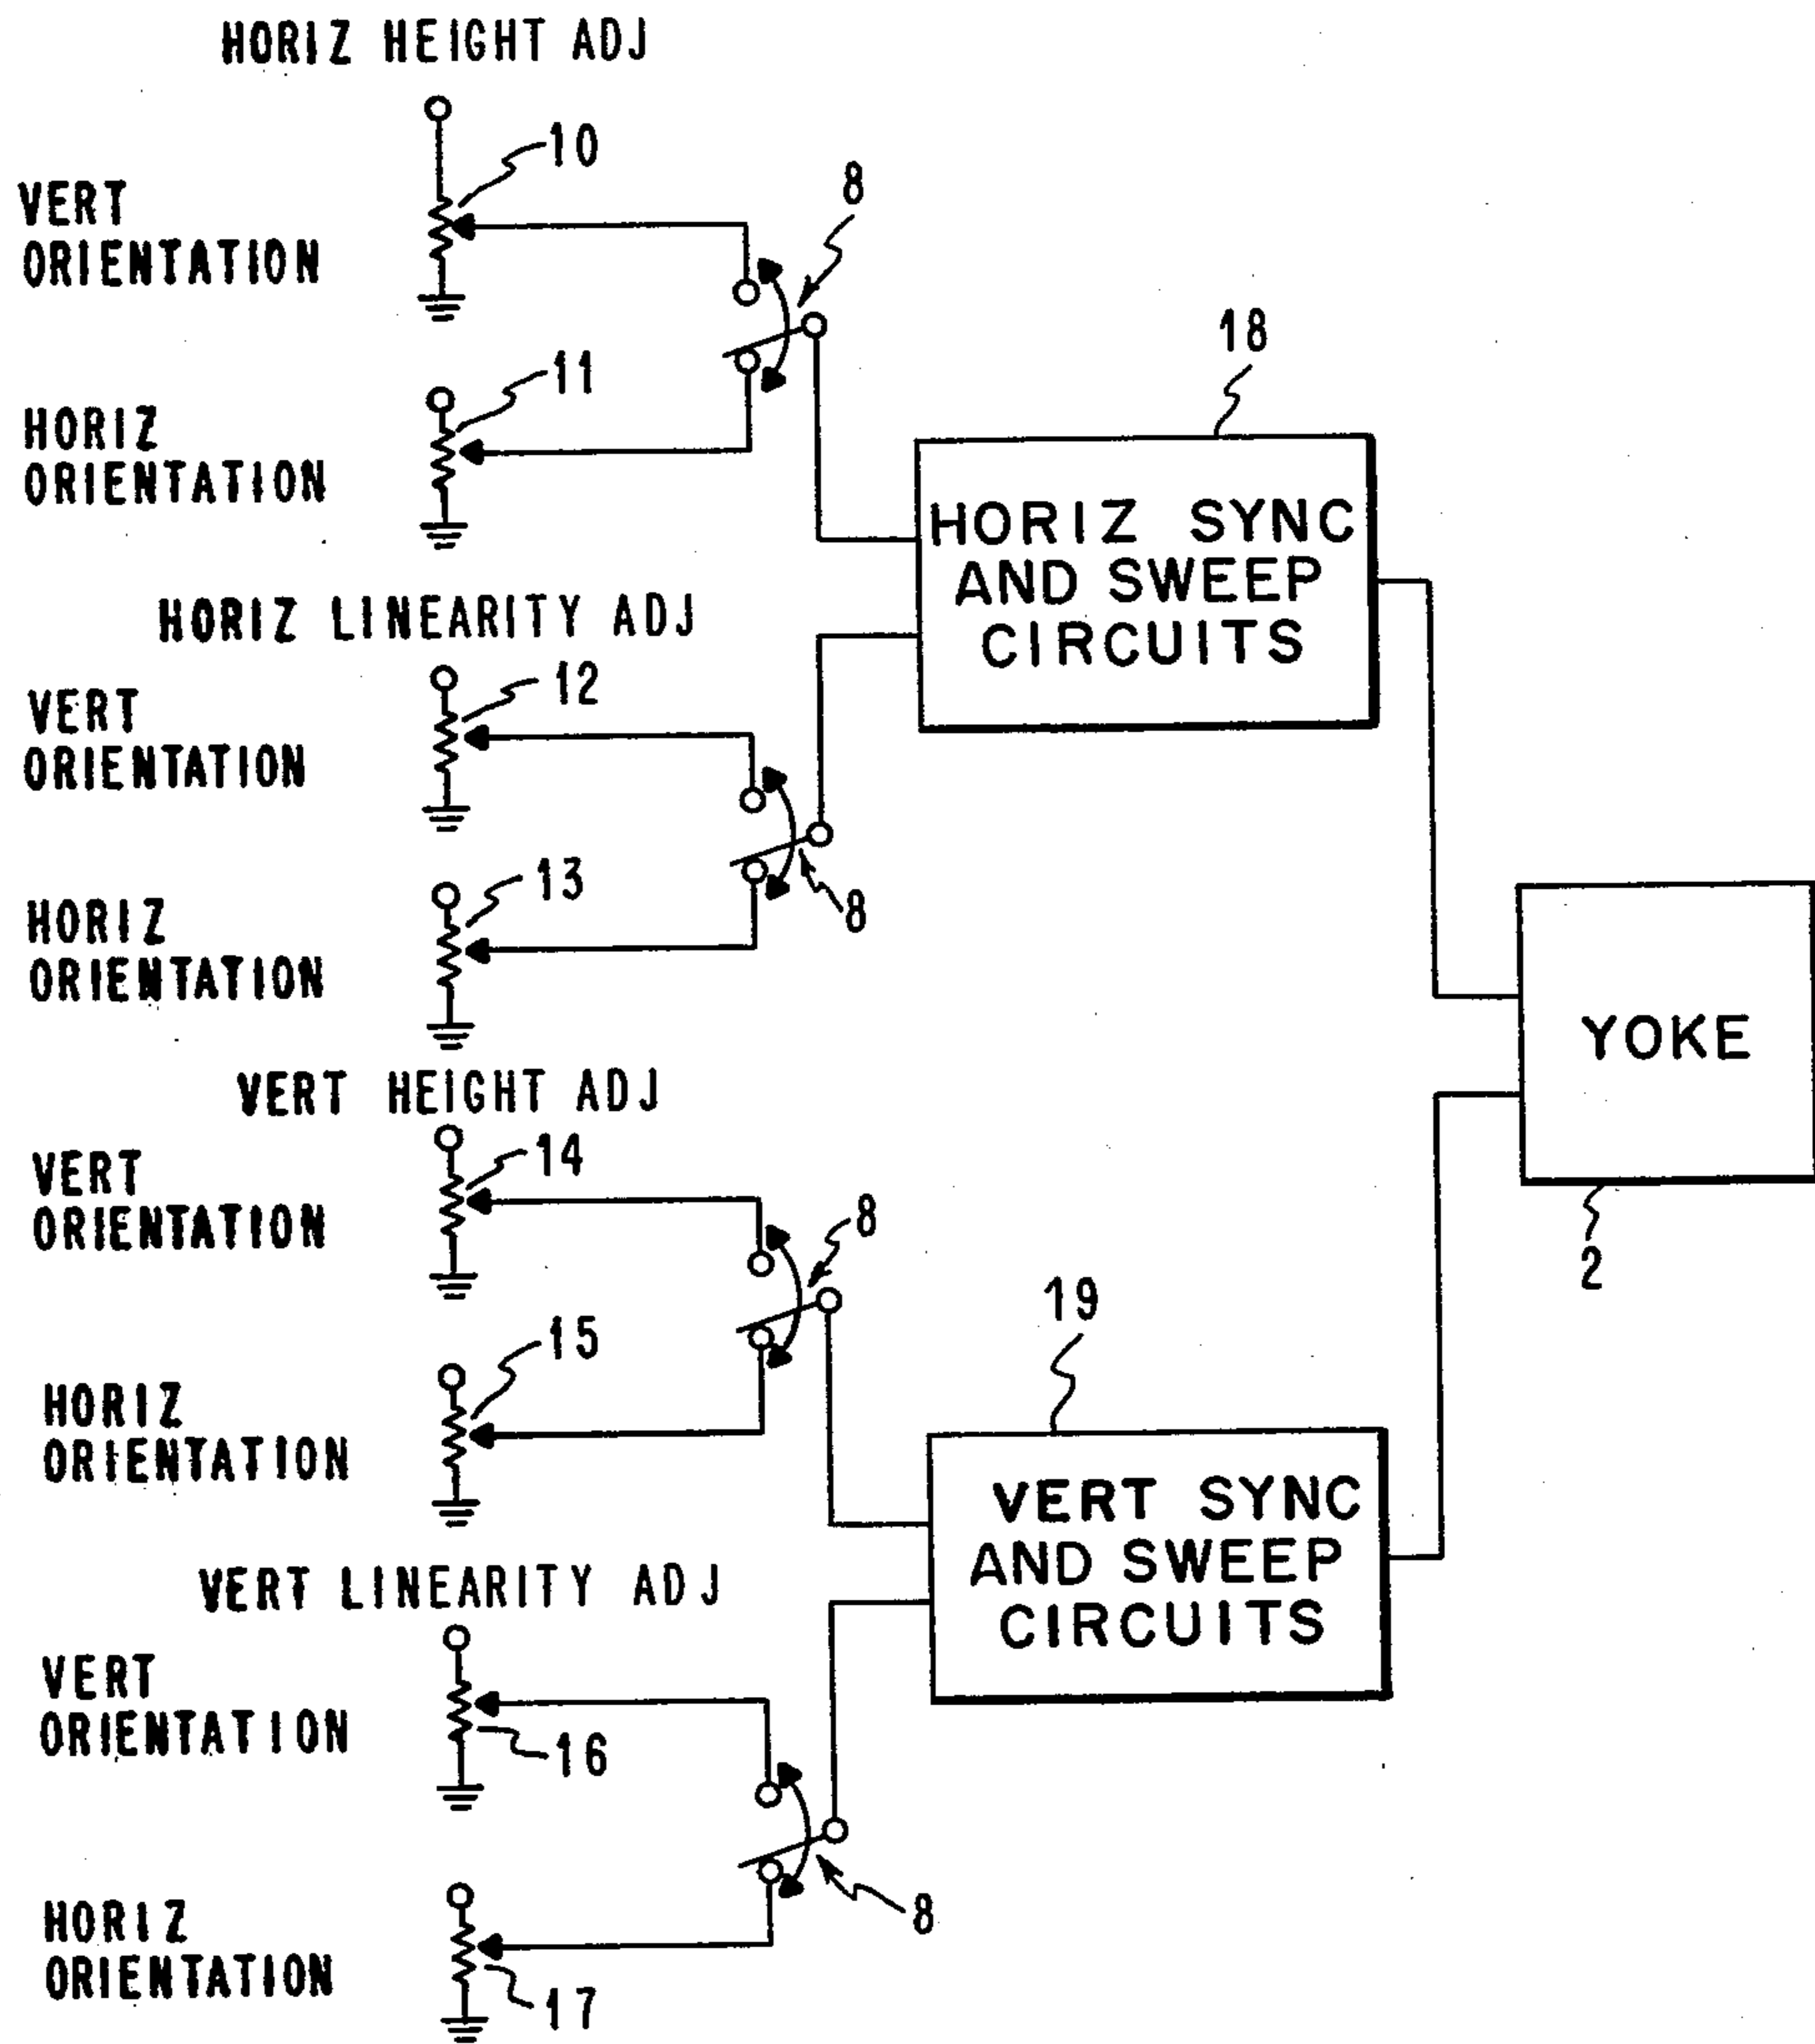 HORIZ HEIGHT ADJ
10
VERT
ORIENTATION
8
11
HORIZ
ORIENTATION
18
HORIZ SYNC
AND SWEEP
CIRCUITS
HORIZ LINEARITY ADJ
12
VERT
ORIENTATION
13
8
HORIZ
ORIENTATION
YOKE
2
VERT HEIGHT ADJ
14
VERT
ORIENTATION
8
15
HORIZ
ORIENTATION
19
VERT SYNC
AND SWEEP
CIRCUITS
VERT LINEARITY ADJ
VERT
ORIENTATION
16
8
HORIZ
ORIENTATION
17